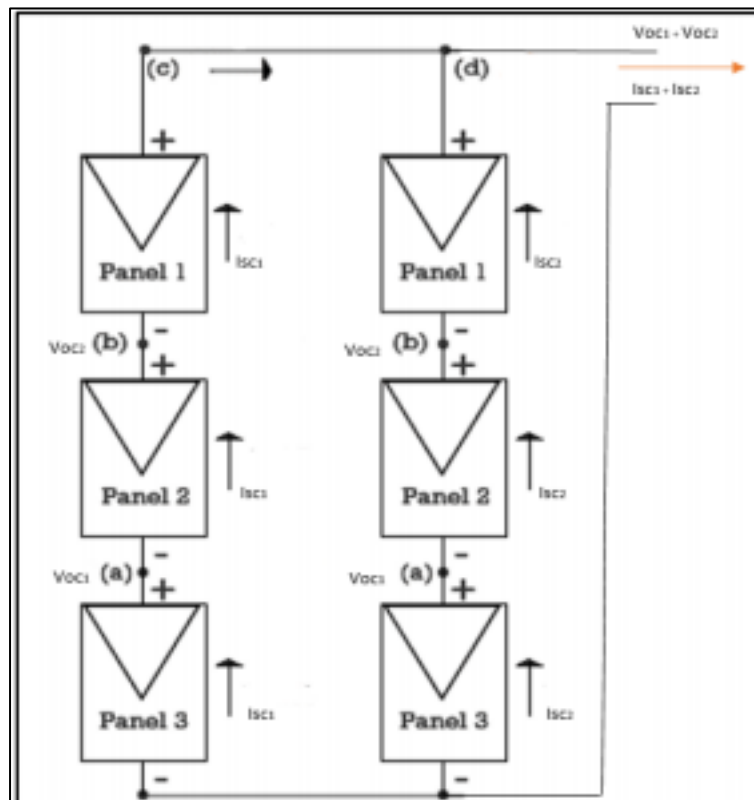 Voc1 + Voc2
(c)
(d)
Isc1 + Isc2
+
+
Panel 1
Isc1
Panel 1
Isc2
-
-
Voc2 (b)
Voc2 (b)
+
+
Panel 2
Isc1
Panel 2
Isc2
-
-
Voc1 (a)
Voc1 (a)
+
+
Panel 3
Isc1
Panel 3
Isc2
-
-